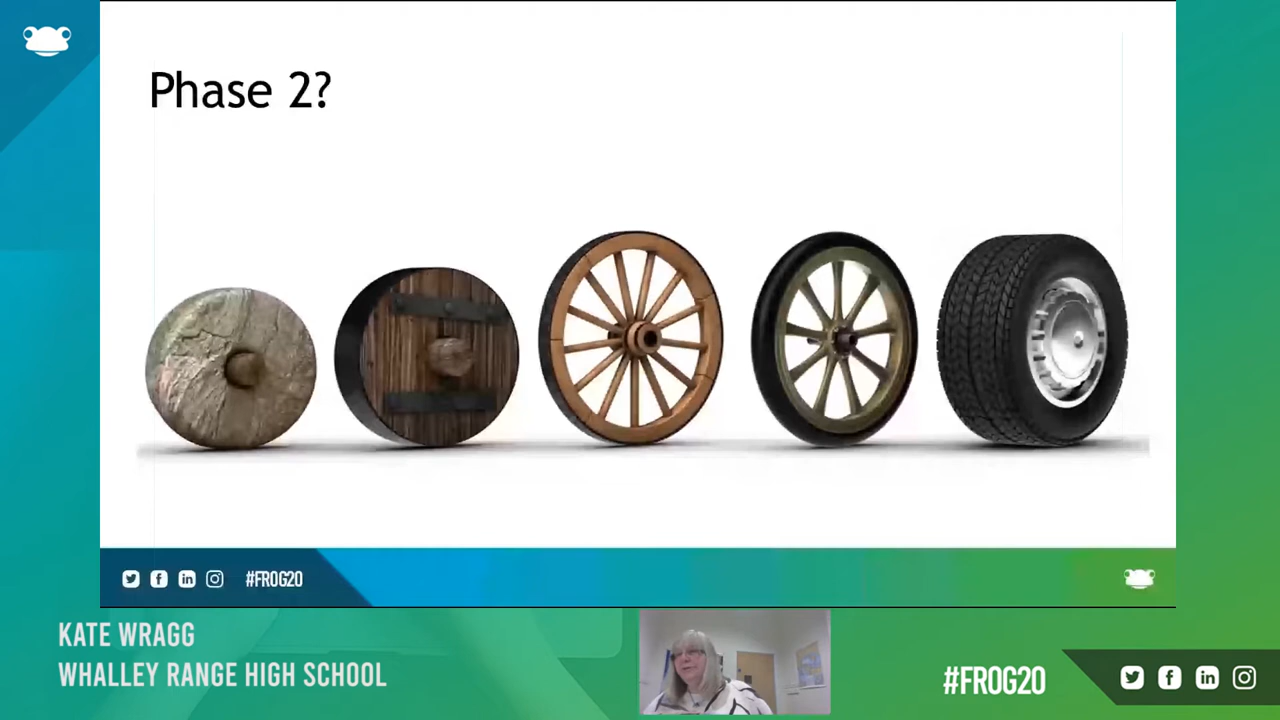 Phase 2?
#FROG20
KATE WRAGG
WHALLEY RANGE HIGH SCHOOL
#FROG20